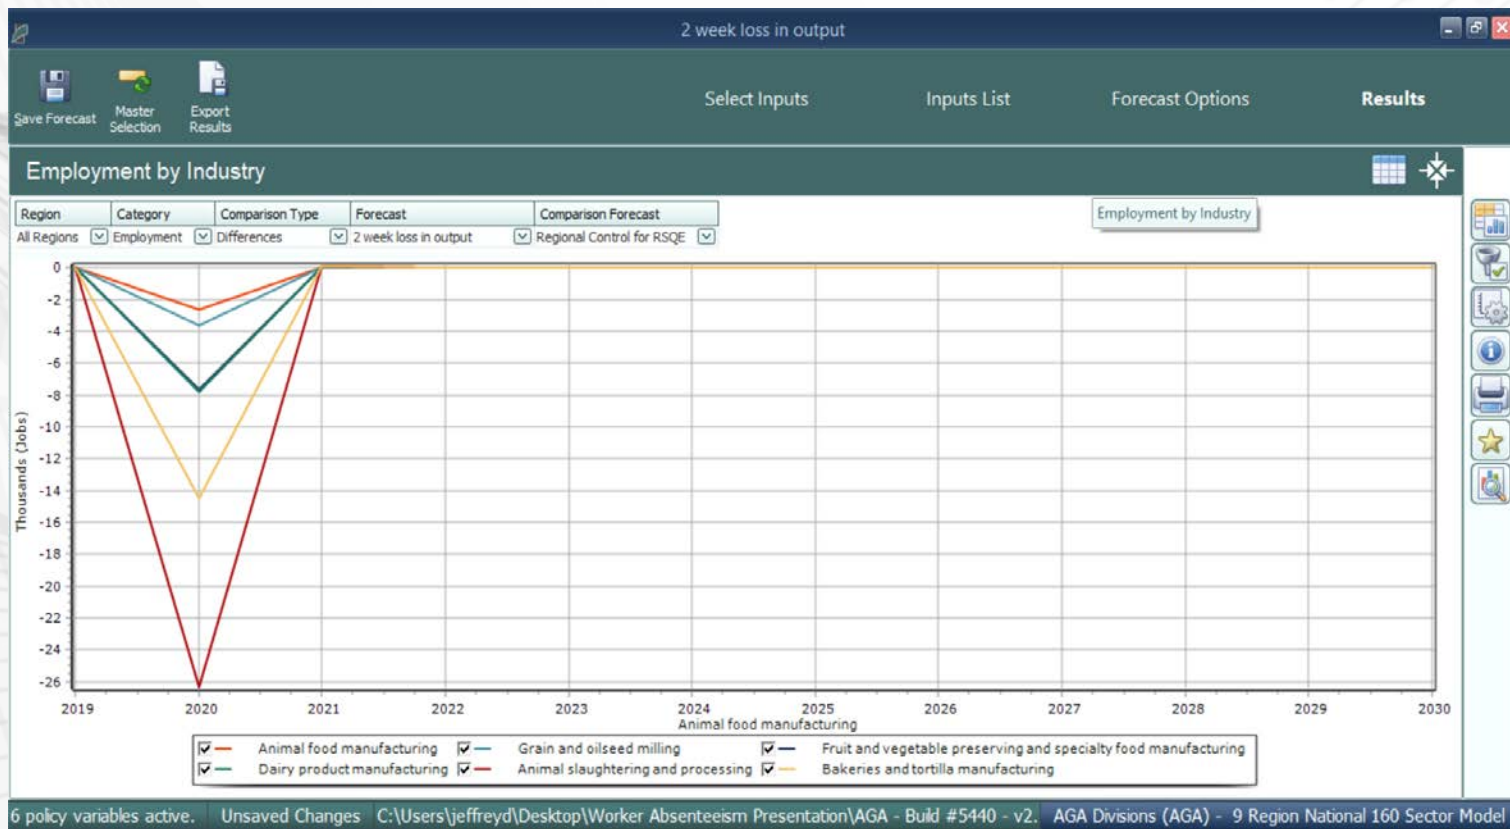 2 week loss in output
Save Forecast
Master Selection
Export Results
Select Inputs
Inputs List
Forecast Options
Results
Employment by Industry
Region Category Comparison Type Forecast Comparison Forecast
All Regions Employment Differences 2 week loss in output Regional Control for RSQE
Employment by Industry
0
-2
-4
-6
-8
-10
-12
-14
-16
-18
-20
-22
-24
-26
Thousands (Jobs)
2019 2020 2021 2022 2023 2024 2025 2026 2027 2028 2029 2030
Animal food manufacturing
Animal food manufacturing Grain and oilseed milling Fruit and vegetable preserving and specialty food manufacturing
Dairy product manufacturing Animal slaughtering and processing Bakeries and tortilla manufacturing
6 policy variables active. Unsaved Changes C:\Users\jeffreyd\Desktop\Worker Absenteeism Presentation\AGA - Build #5440 - v2. AGA Divisions (AGA) - 9 Region National 160 Sector Model